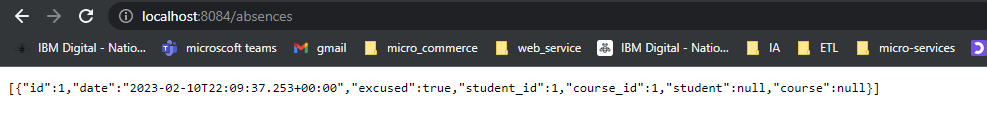 localhost:8084/absences
IBM Digital - Natio... microscoft teams gmail micro_commerce web_service IBM Digital - Natio... IA ETL micro-services
[{"id":1,"date":"2023-02-10T22:09:37.253+00:00","excused":true,"student_id":1,"course_id":1,"student":null,"course":null}]